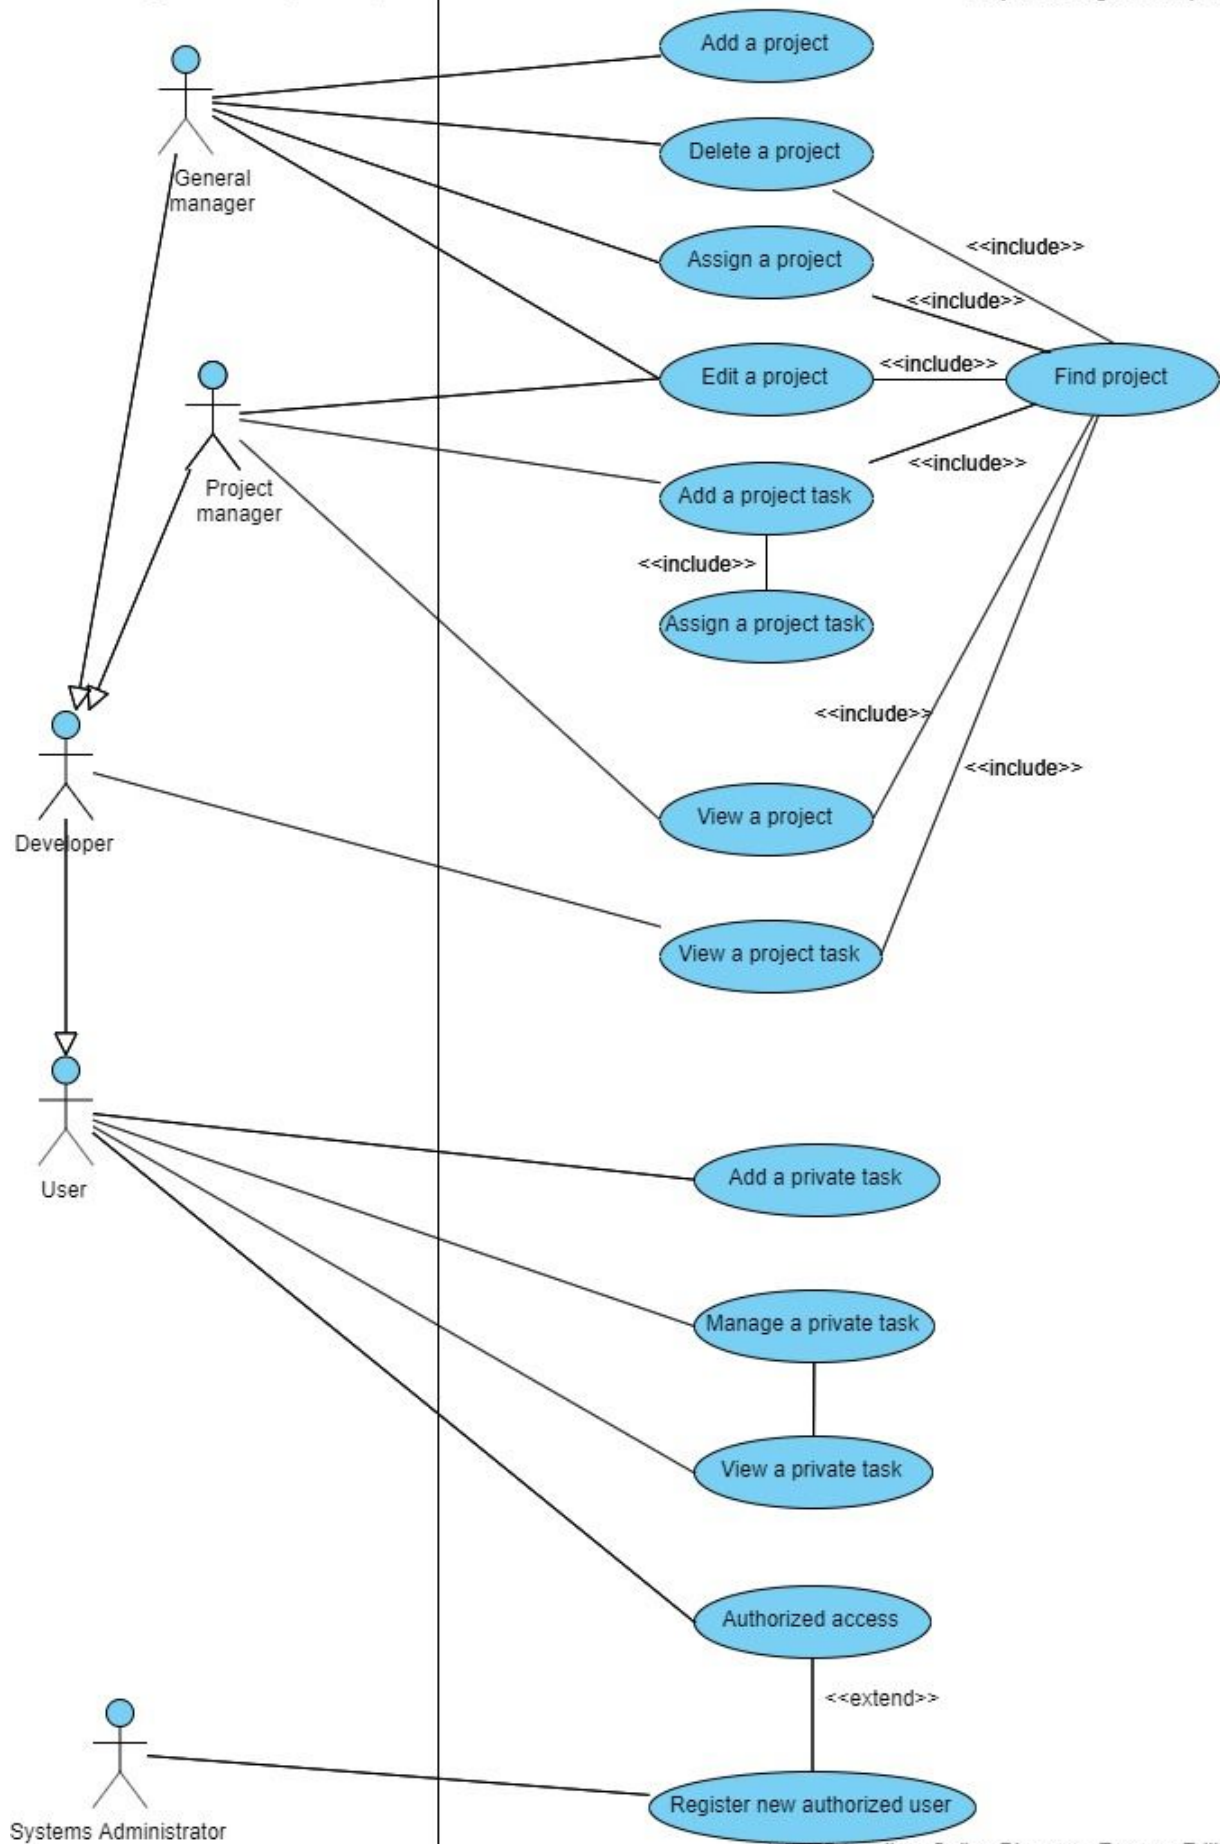 Add a project
Delete a project
General
manager
<<include>>
Assign a project
<<include>>
<<include>>
Edit a project
Find project
<<include>>
Project
manager
Add a project task
<<include>>
Assign a project task
<<include>>
<<include>>
View a project
Developer
View a project task
Add a private task
User
Manage a private task
View a private task
Authorized access
<<extend>>
Register new authorized user
Systems Administrator